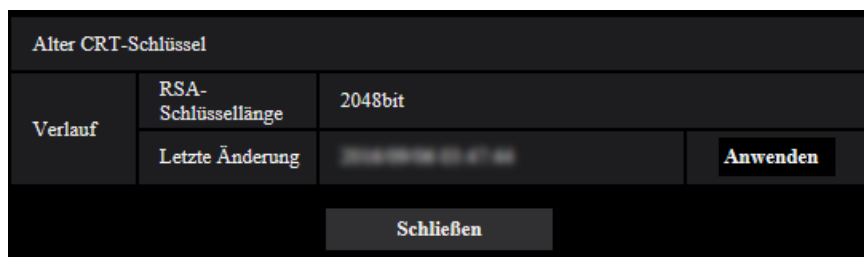 Alter CRT-Schlüssel
RSA-
Schlüssellänge
2048bit
Verlauf
Letzte Änderung
Anwenden
Schließen